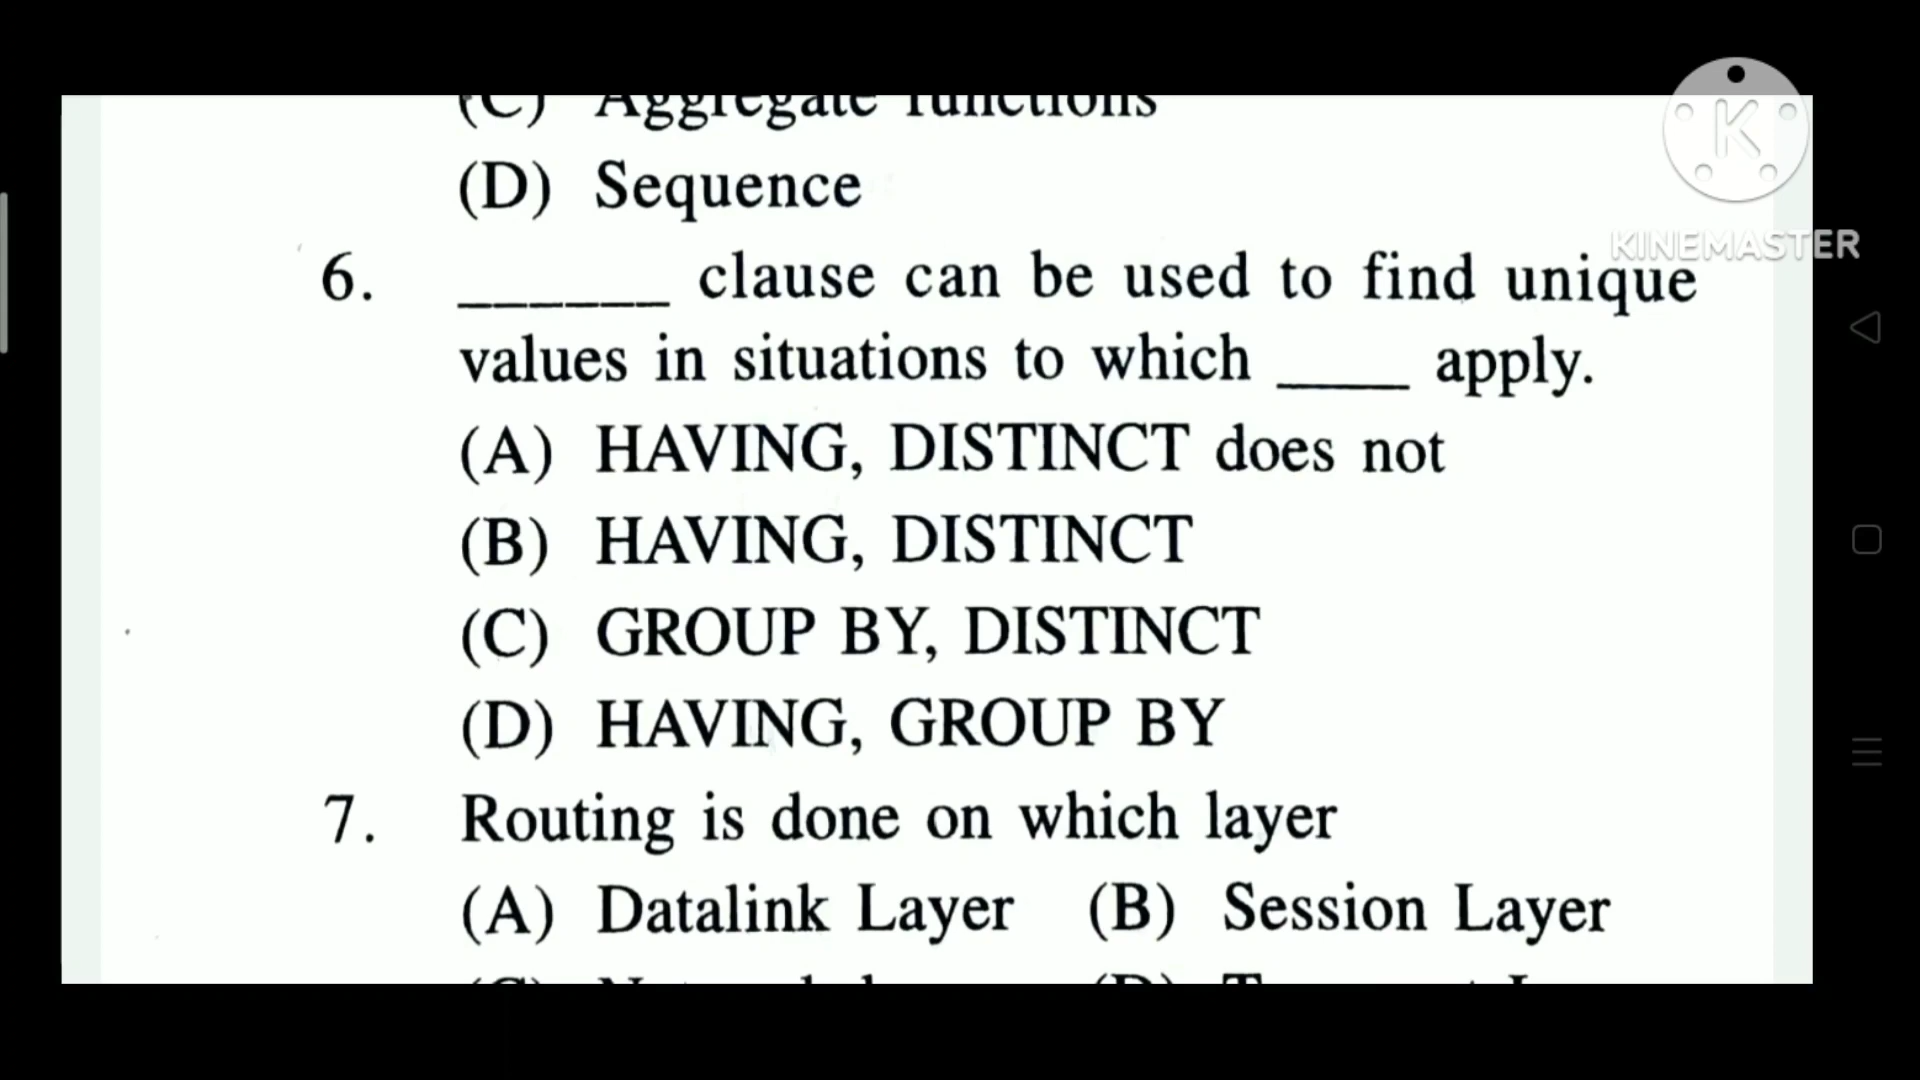 (C) Aggregate functions
(D) Sequence
KINEMASTER
6. ______ clause can be used to find unique
values in situations to which ____ apply.
(A) HAVING, DISTINCT does not
(B) HAVING, DISTINCT
(C) GROUP BY, DISTINCT
(D) HAVING, GROUP BY
7. Routing is done on which layer
(A) Datalink Layer (B) Session Layer